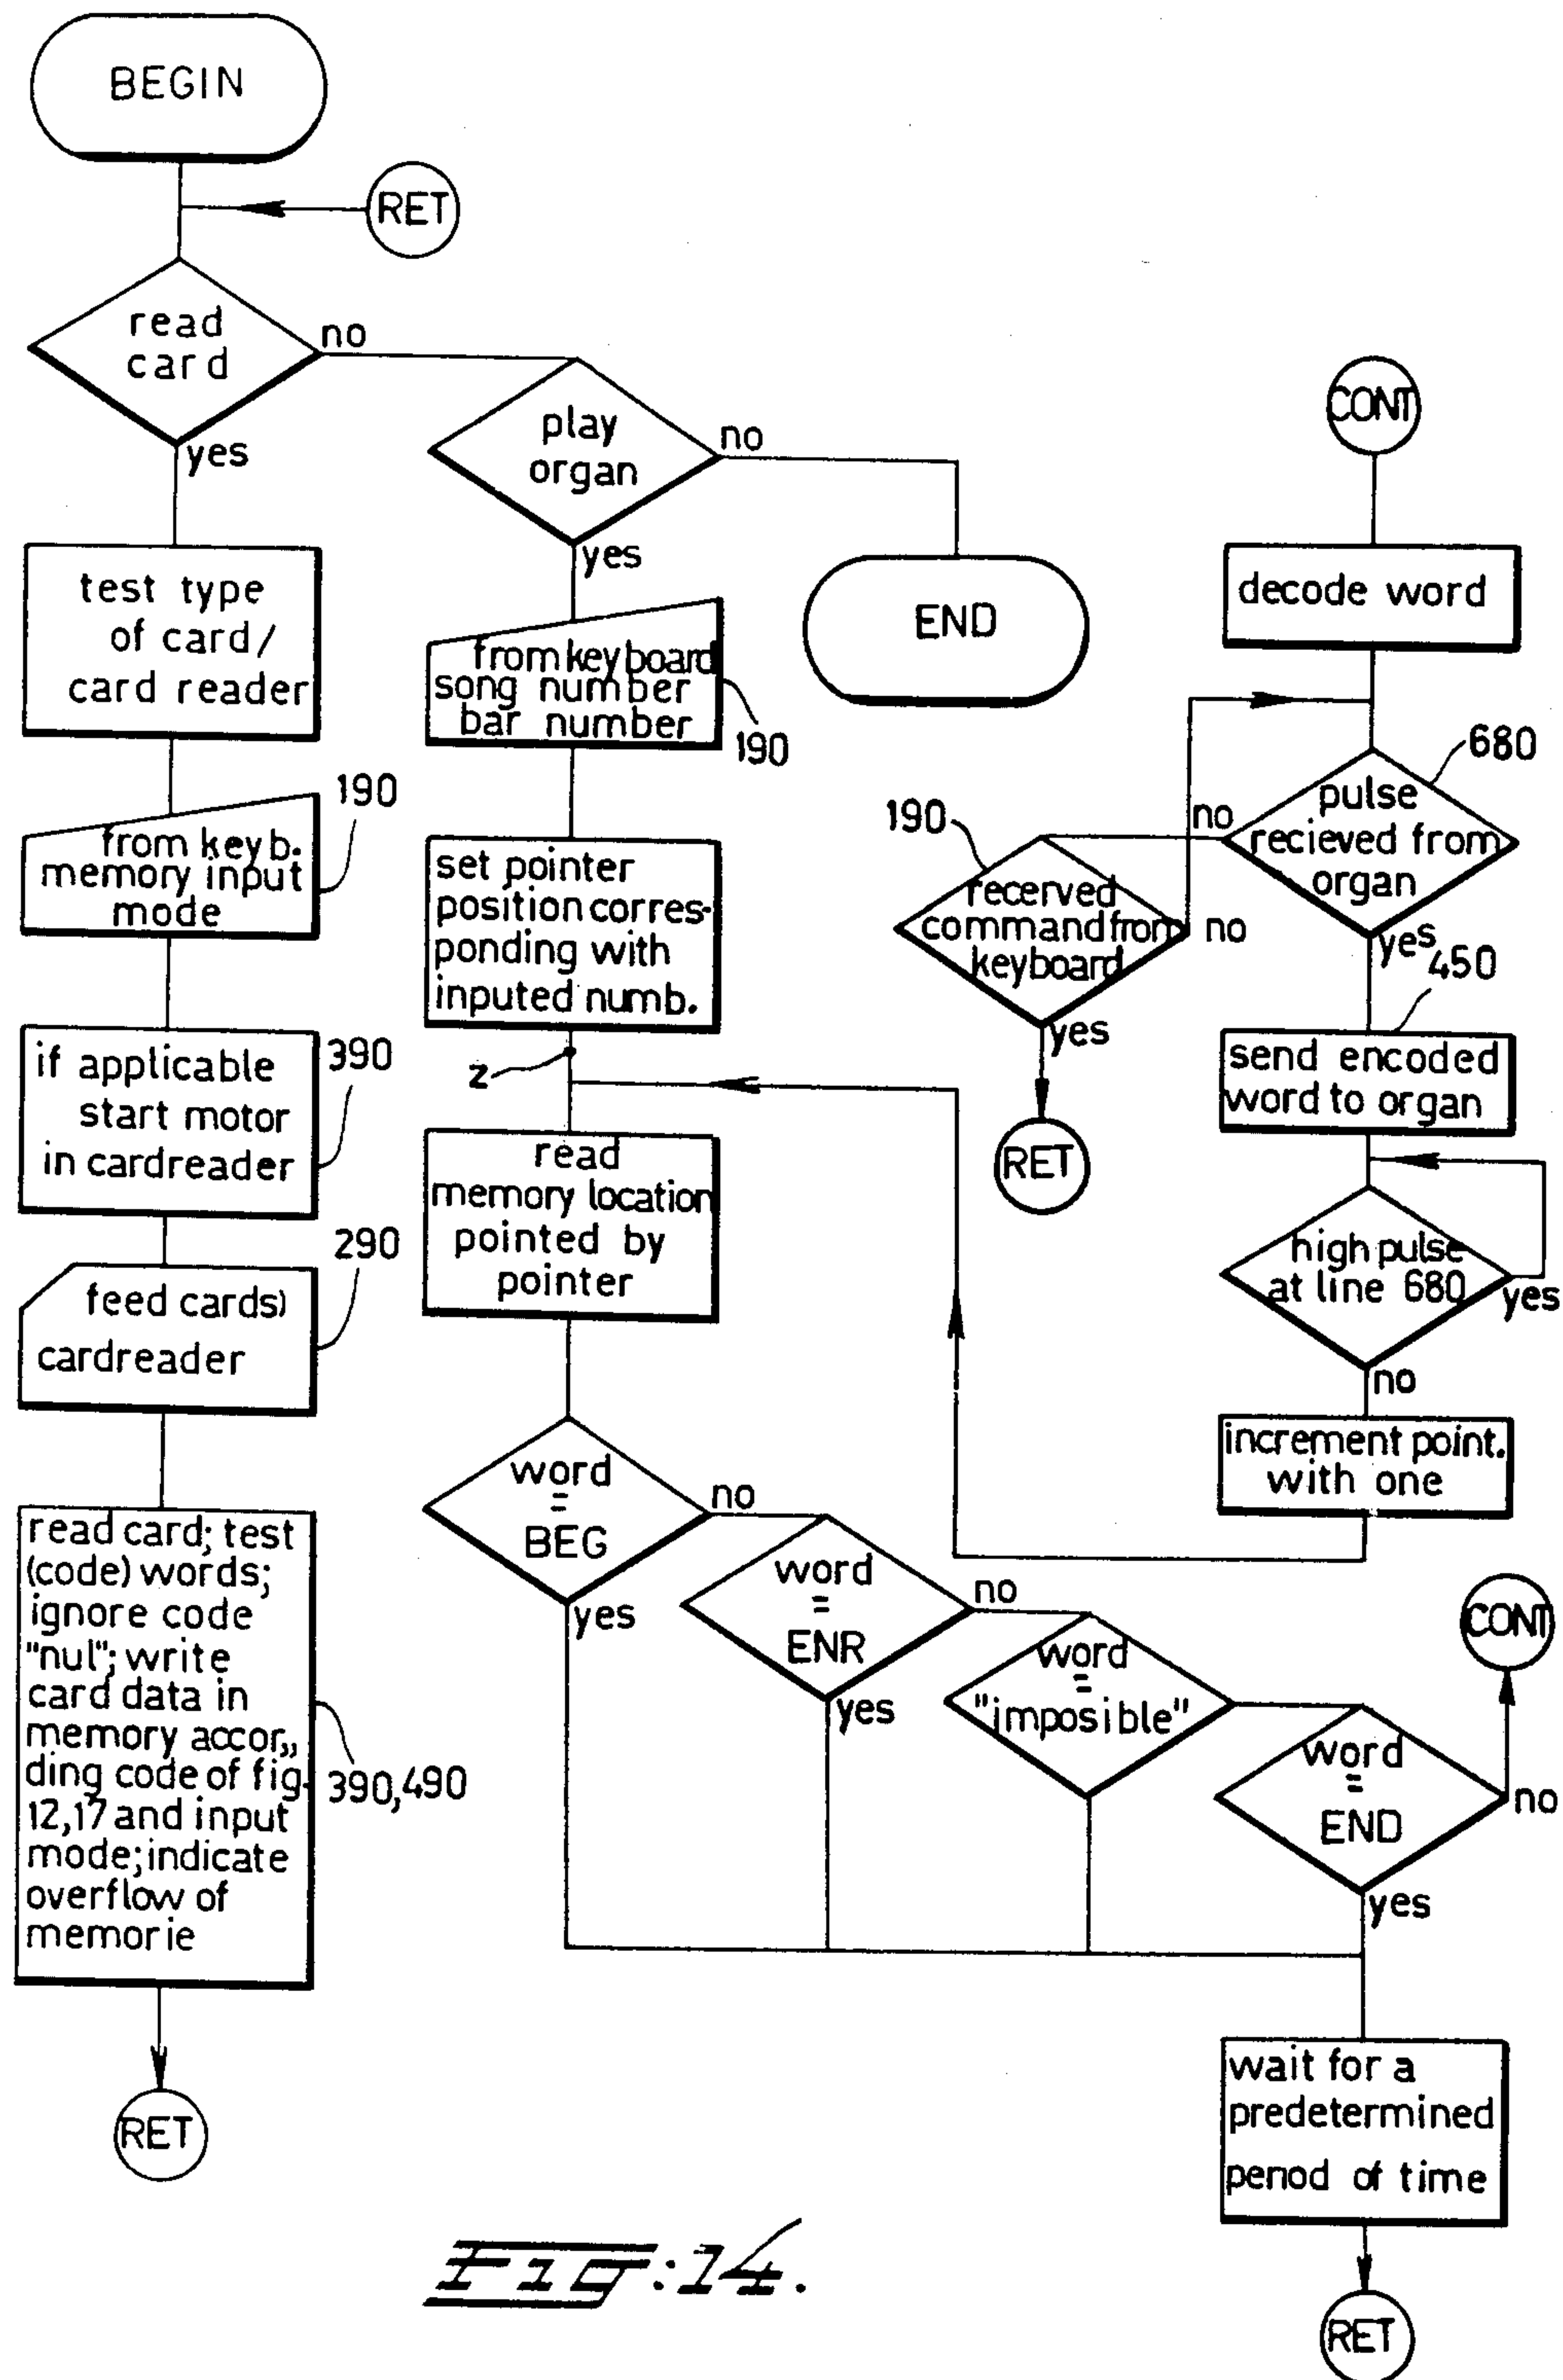 BEGIN
RET
read
card
no
yes
test type
of card/
card reader
190
from keyb.
memory input
mode
if applicable
start motor
in cardreader
390
290
feed cards)
cardreader
read card; test
(code) words;
ignore code
"nul"; write
card data in
memory accor,,
ding code of fig.
12,17 and input
mode; indicate
overflow of
memorie
390,490
RET
play
organ
no
yes
END
from keyboard
song number
bar number
190
set pointer
position corres-
ponding with
inputed numb.
z
read
memory location
pointed by
pointer
word
=
BEG
no
yes
word
=
ENR
no
yes
word
=
"imposible"
word
=
END
no
yes
CONT
wait for a
predetermined
penod of time
RET
CONT
decode word
680
pulse
recieved from
organ
no
yes
190
recerved
command from
keyboard
no
yes
RET
450
send encoded
word to organ
high pulse
at line 680
yes
no
increment point.
with one
Fig:14.